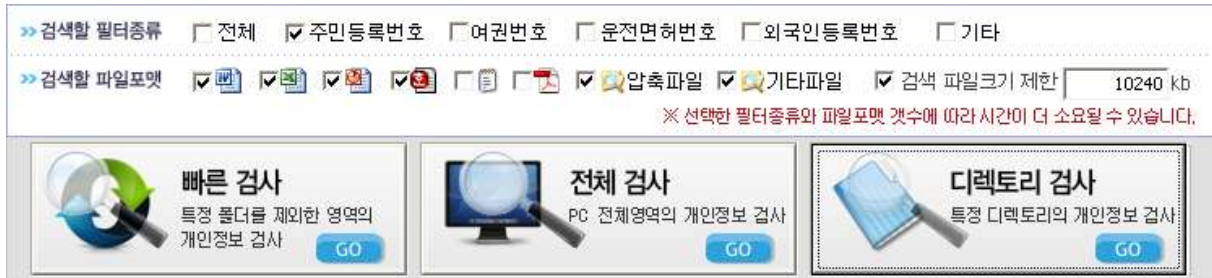 >> 검색할 필터종류 전체 주민등록번호 여권번호 운전면허번호 외국인등록번호 기타
>> 검색할 파일포맷 압축파일 기타파일 검색 파일크기 제한 10240 kb
※ 선택한 필터종류와 파일포맷 갯수에 따라 시간이 더 소요될 수 있습니다.
빠른 검사
특정 폴더를 제외한 영역의
개인정보 검사
GO
전체 검사
PC 전체영역의 개인정보 검사
GO
디렉토리 검사
특정 디렉토리의 개인정보 검사
GO